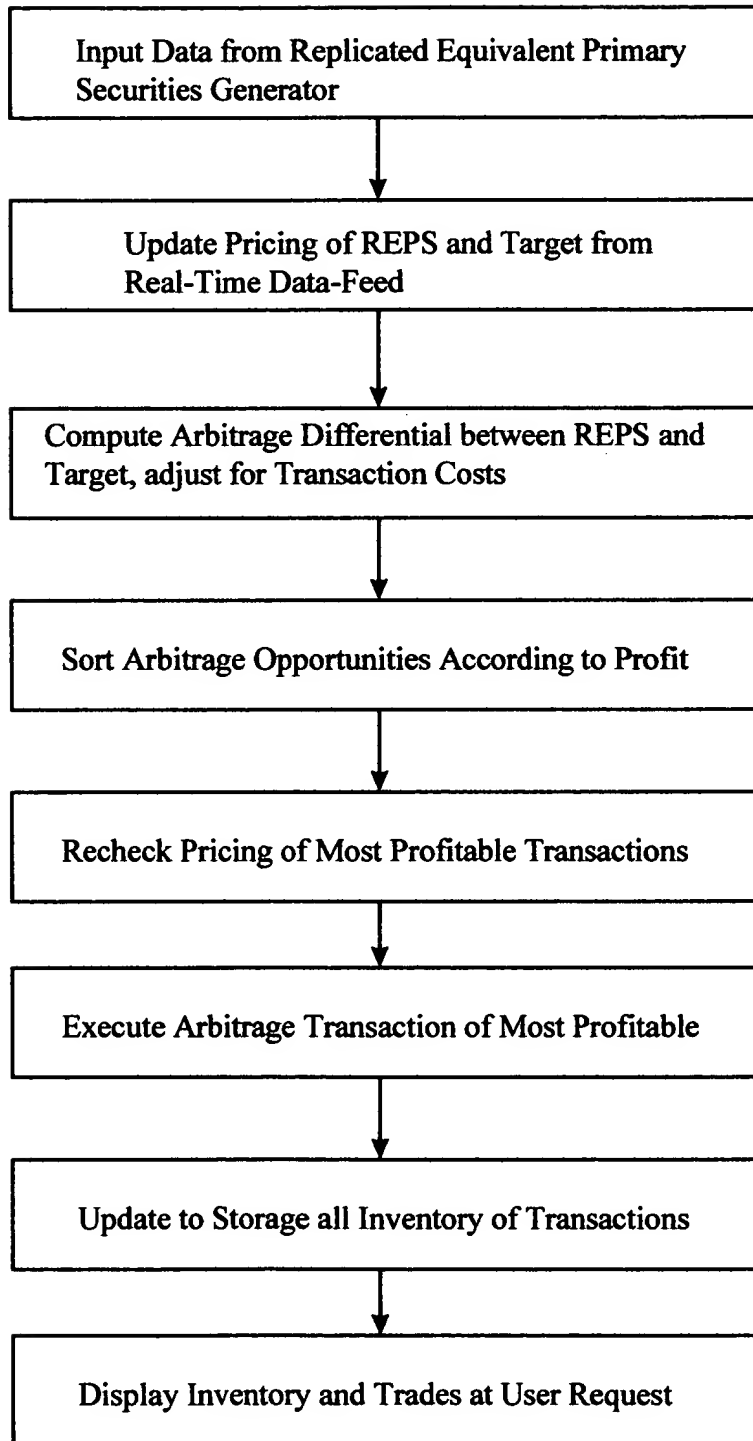 Input Data from Replicated Equivalent Primary
Securities Generator
Update Pricing of REPS and Target from
Real-Time Data-Feed
Compute Arbitrage Differential between REPS and
Target, adjust for Transaction Costs
Sort Arbitrage Opportunities According to Profit
Recheck Pricing of Most Profitable Transactions
Execute Arbitrage Transaction of Most Profitable
Update to Storage all Inventory of Transactions
Display Inventory and Trades at User Request